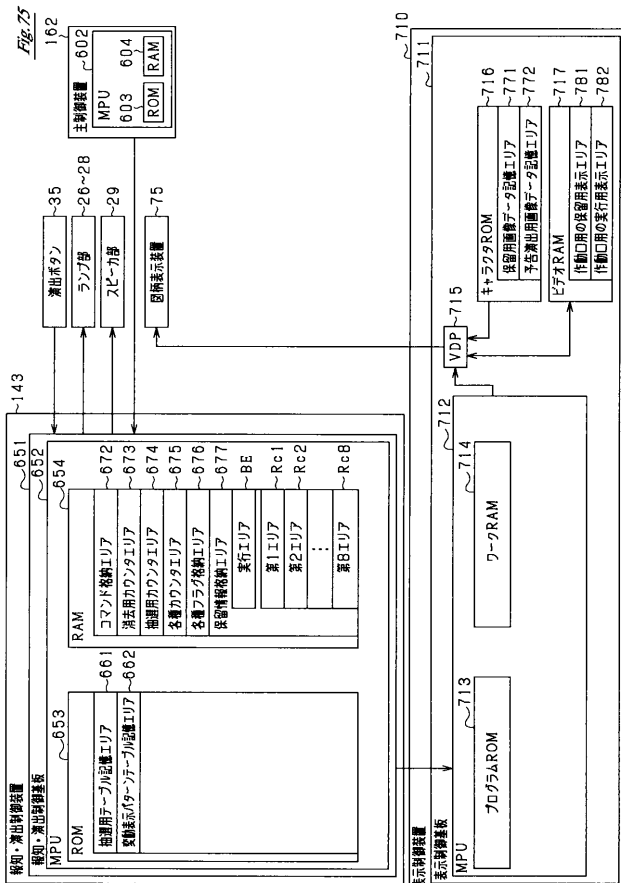 Fig.75
主制御装置
162
MPU
602
603
604
ROM
RAM
演出ボタン
35
ランプ部
26~28
スピーカ部
29
図柄表示装置
75
143
報知・演出制御装置
651
報知・演出制御基板
652
MPU
653
ROM
抽選用テーブル記憶エリア
661
変動表示パターンテーブル記憶エリア
662
654
RAM
コマンド格納エリア
672
消去用カウンタエリア
673
抽選用カウンタエリア
674
各種カウンタエリア
675
各種フラグ格納エリア
676
保留情報格納エリア
677
実行エリア
BE
第1エリア
Rc1
第2エリア
Rc2
⋮
第8エリア
Rc8
表示制御装置
710
表示制御基板
711
MPU
712
713
プログラムROM
714
ワークRAM
VDP
715
キャラクタROM
716
保留用画像データ記憶エリア
771
予告演出用画像データ記憶エリア
772
ビデオRAM
717
作動口用の保留用表示エリア
781
作動口用の実行用表示エリア
782